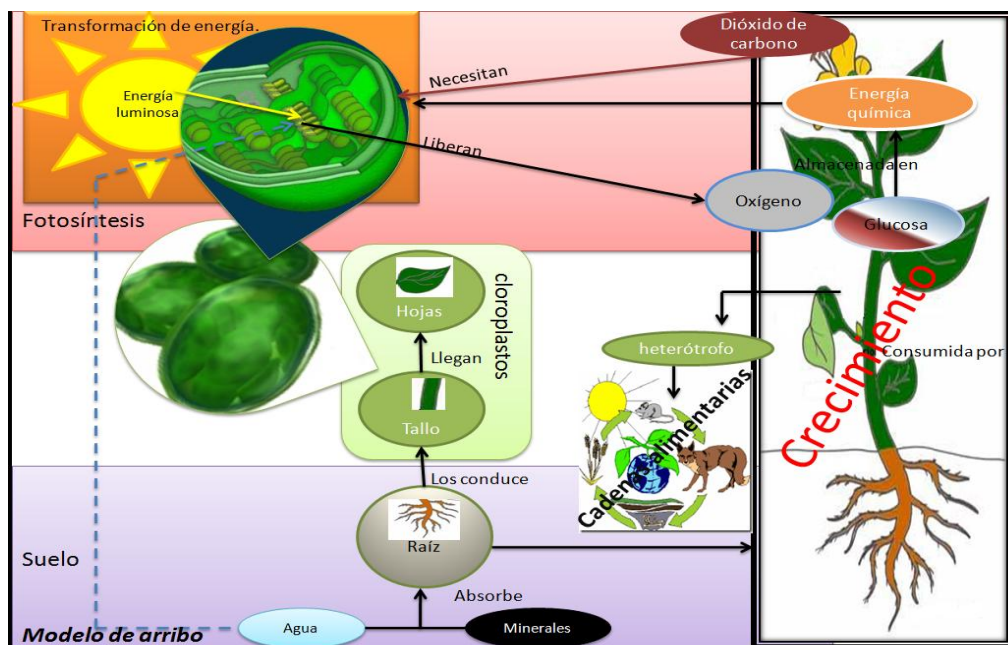 Transformación de energía.
Dióxido de
carbono
Necesitan
Energía
luminosa
Energía
química
Liberan
Almacenada en
Oxígeno
Fotosíntesis
Glucosa
cloroplastos
Hojas
Llegan
heterótrofo
Consumida por
Crecimiento
Tallo
Cadenas alimentarias
Los conduce
Raíz
Suelo
Absorbe
Agua
Minerales
Modelo de arribo